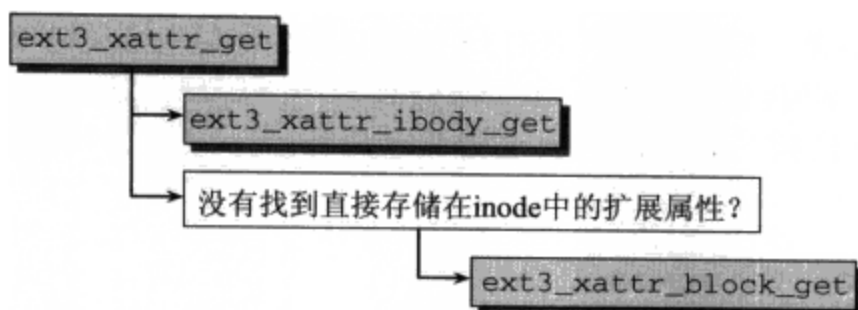 ext3_xattr_get
ext3_xattr_ibody_get
没有找到直接存储在inode中的扩展属性?
ext3_xattr_block_get